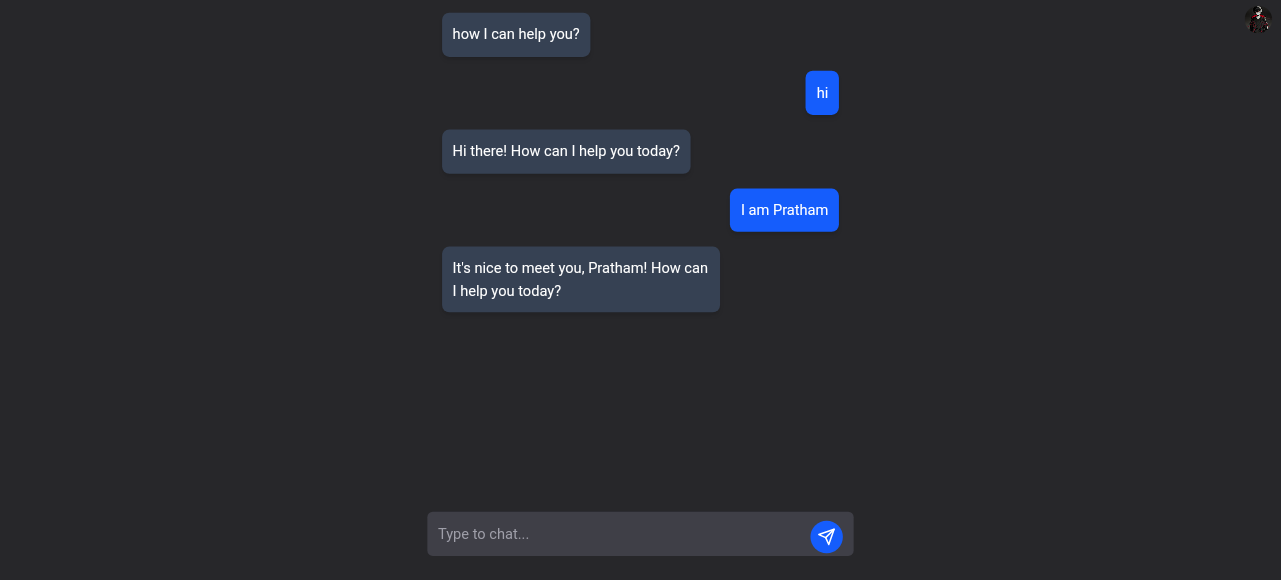 how I can help you?
hi
Hi there! How can I help you today?
I am Pratham
It's nice to meet you, Pratham! How can
I help you today?
Type to chat...